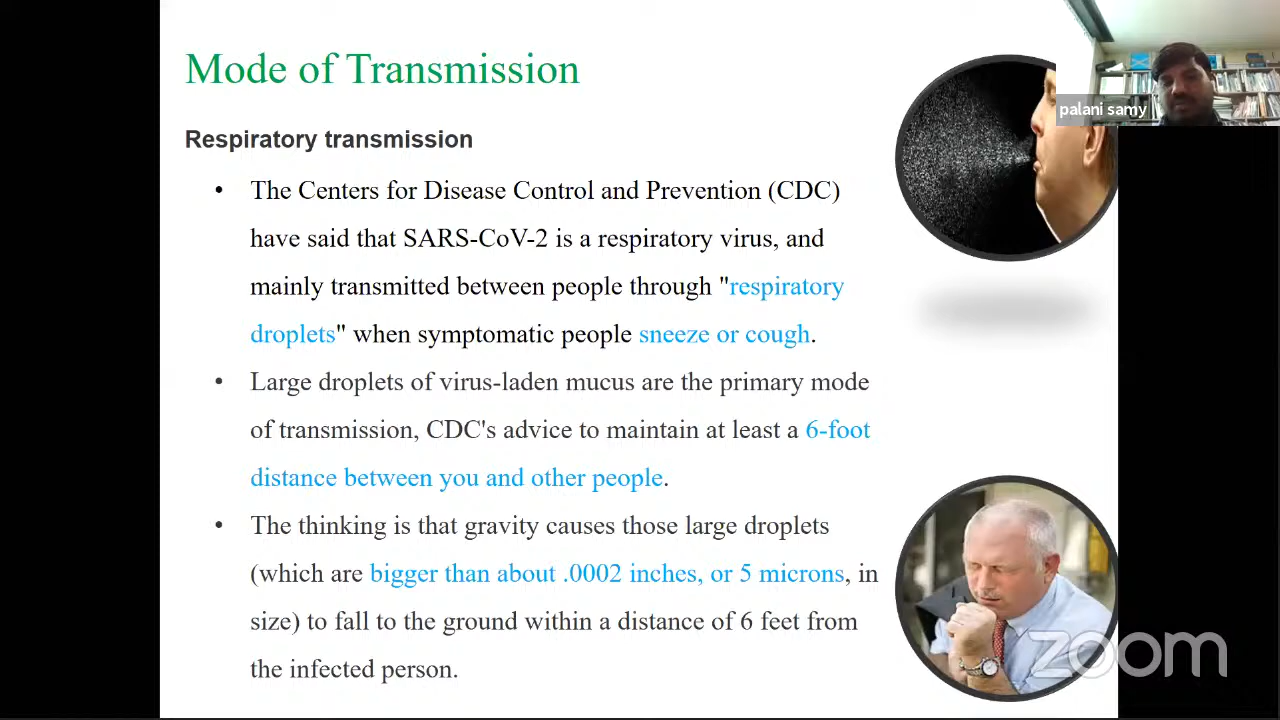 Mode of Transmission
palani samy
Respiratory transmission
• The Centers for Disease Control and Prevention (CDC)
have said that SARS-CoV-2 is a respiratory virus, and
mainly transmitted between people through "respiratory
droplets" when symptomatic people sneeze or cough.
• Large droplets of virus-laden mucus are the primary mode
of transmission, CDC's advice to maintain at least a 6-foot
distance between you and other people.
• The thinking is that gravity causes those large droplets
(which are bigger than about .0002 inches, or 5 microns, in
size) to fall to the ground within a distance of 6 feet from
the infected person.
zoom